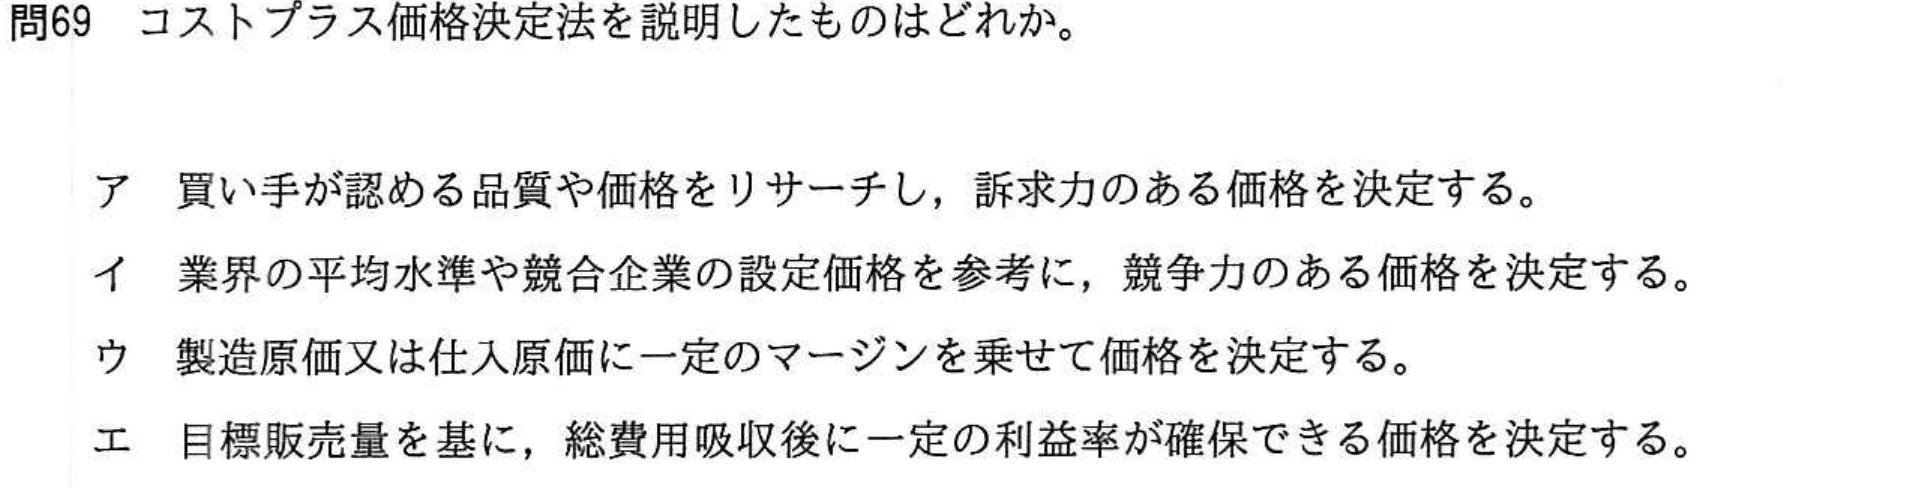 問69　コストプラス価格決定法を説明したものはどれか。
ア　買い手が認める品質や価格をリサーチし，訴求力のある価格を決定する。
イ　業界の平均水準や競合企業の設定価格を参考に，競争力のある価格を決定する。
ウ　製造原価又は仕入原価に一定のマージンを乗せて価格を決定する。
エ　目標販売量を基に，総費用吸収後に一定の利益率が確保できる価格を決定する。